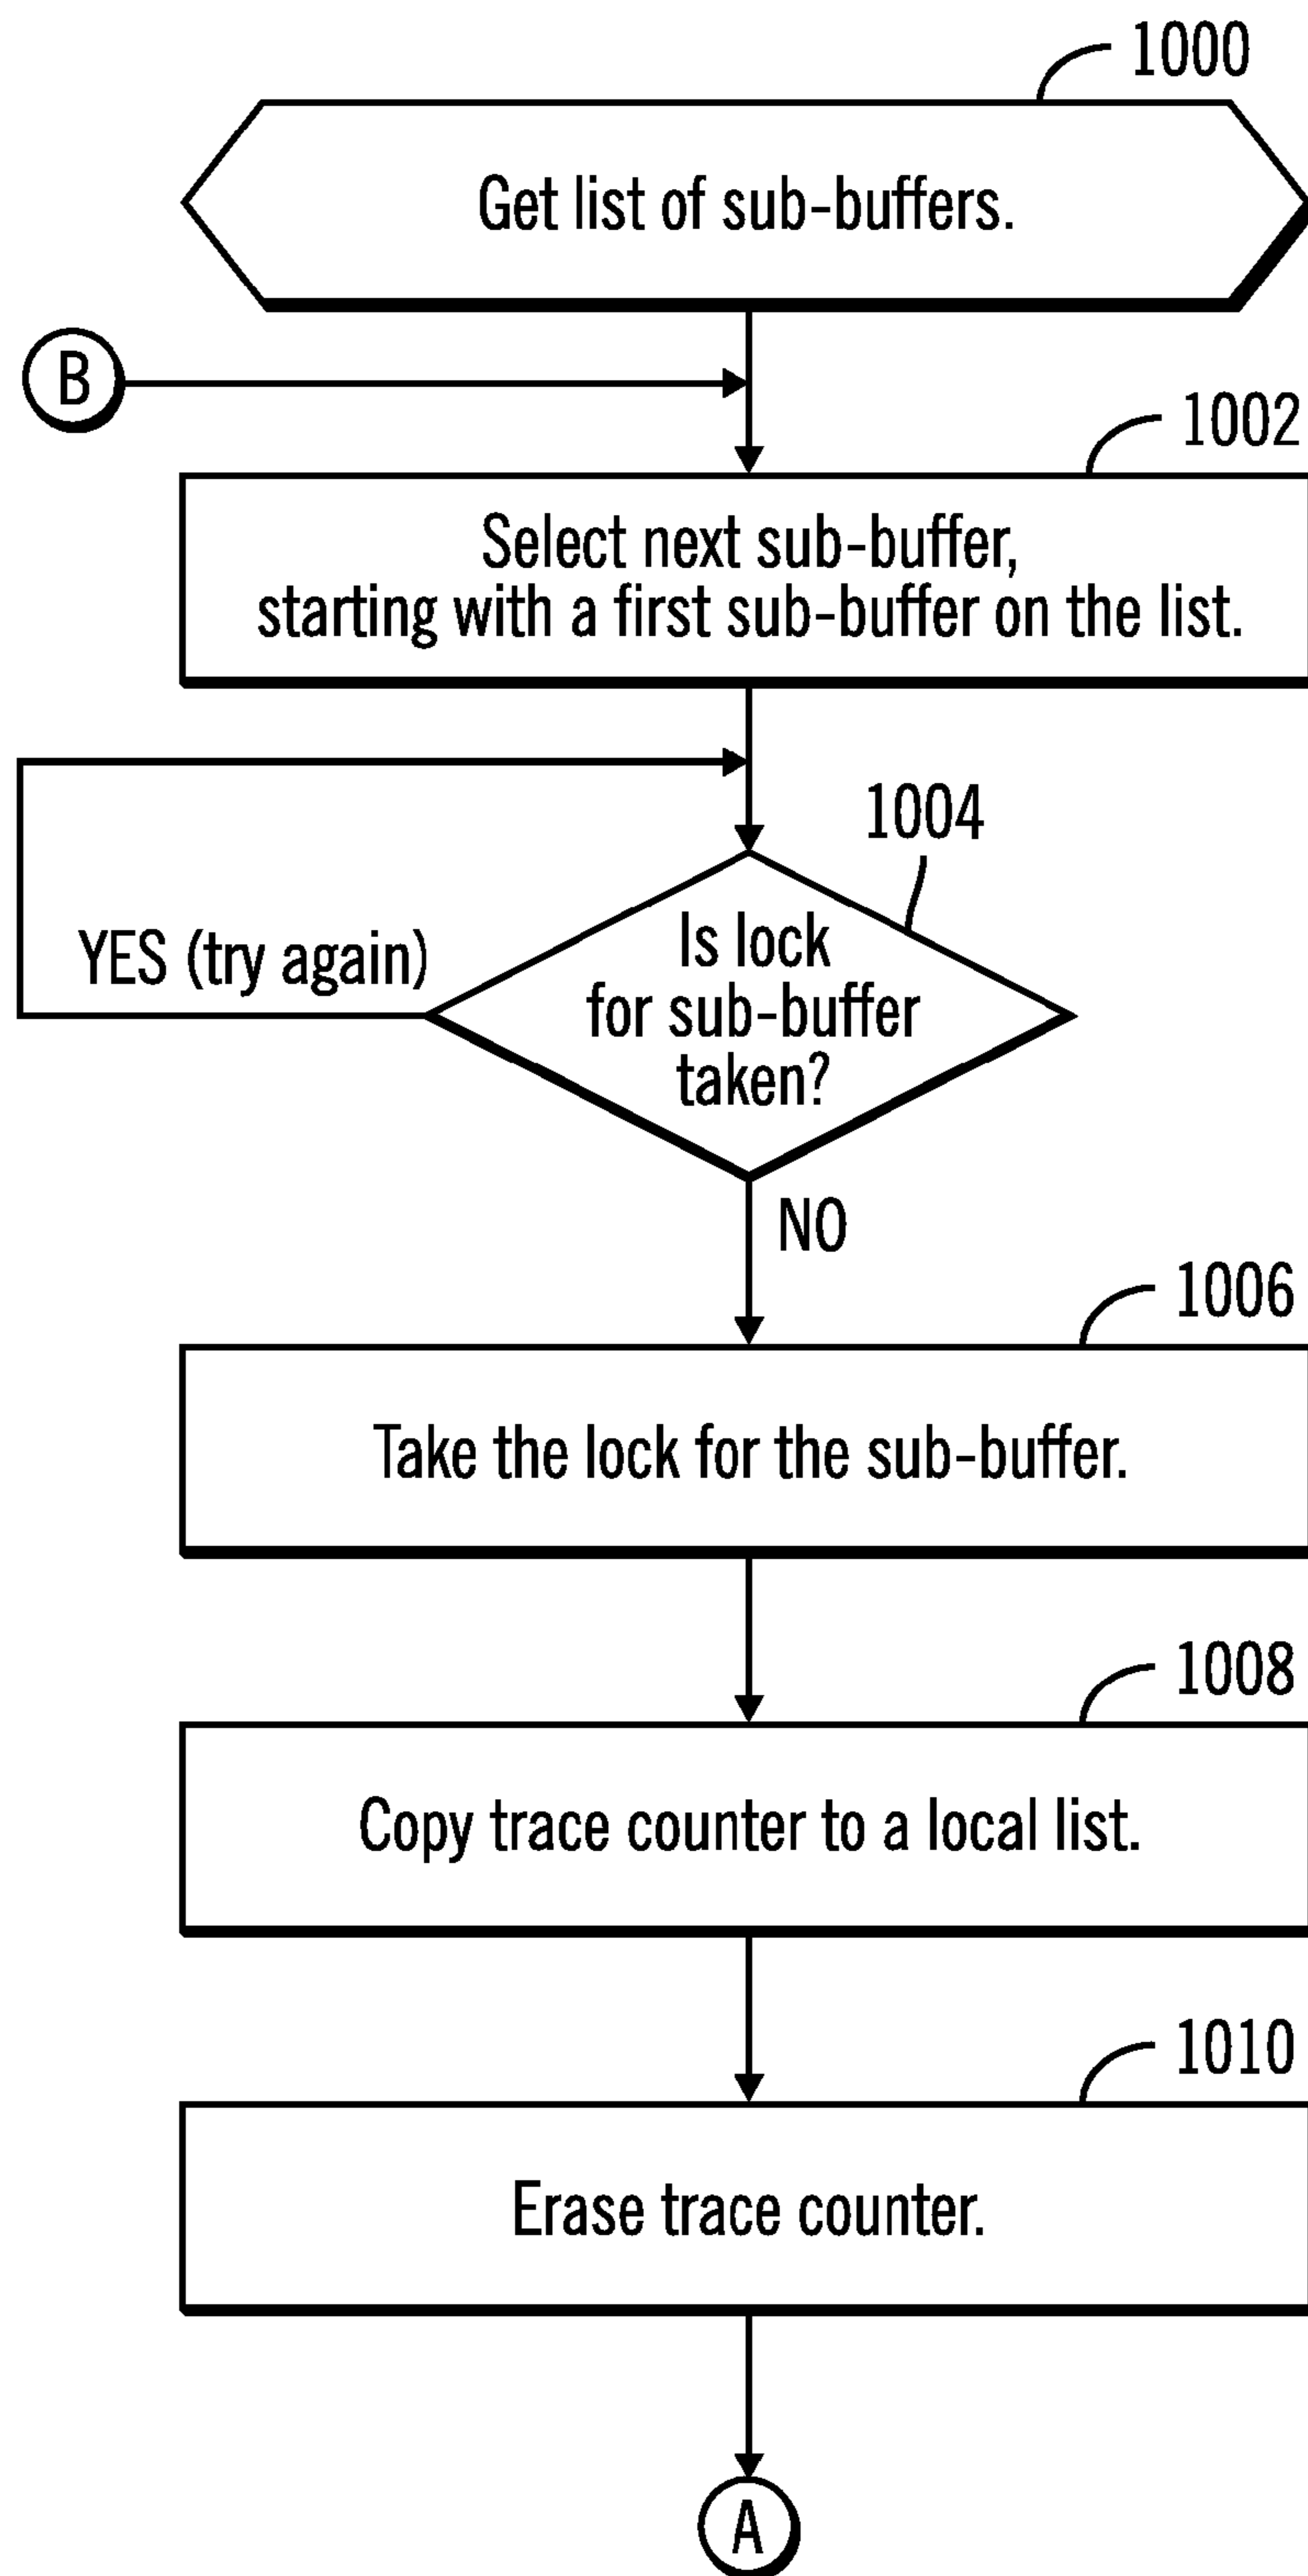 1000
Get list of sub-buffers.
B
1002
Select next sub-buffer,
starting with a first sub-buffer on the list.
1004
YES (try again)
Is lock
for sub-buffer
taken?
NO
1006
Take the lock for the sub-buffer.
1008
Copy trace counter to a local list.
1010
Erase trace counter.
A